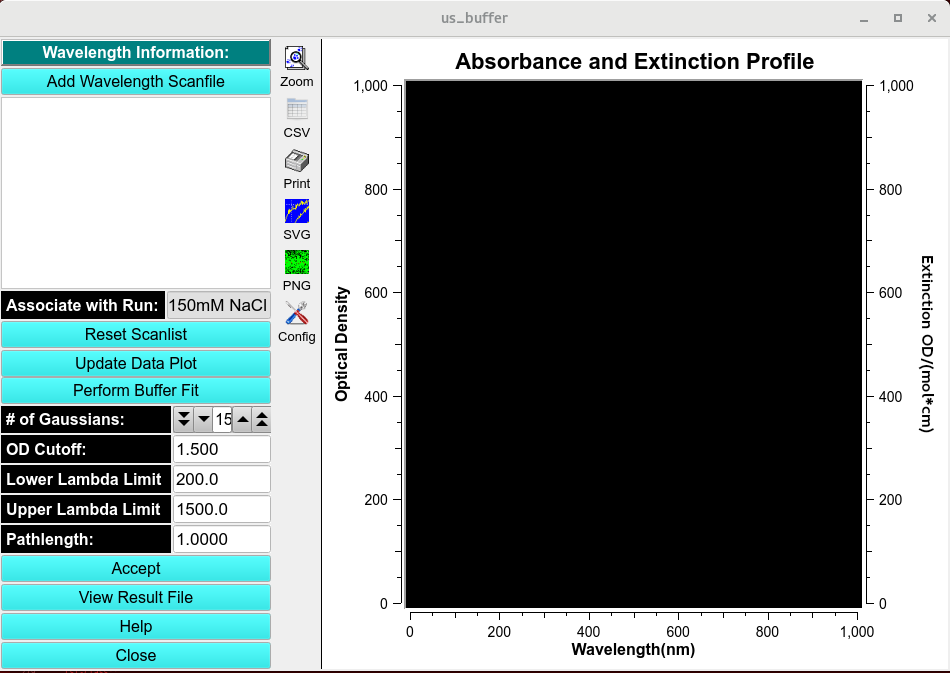 us_buffer
Wavelength Information:
Add Wavelength Scanfile
Associate with Run: 150mM NaCl
Reset Scanlist
Update Data Plot
Perform Buffer Fit
# of Gaussians: 15
OD Cutoff: 1.500
Lower Lambda Limit 200.0
Upper Lambda Limit 1500.0
Pathlength: 1.0000
Accept
View Result File
Help
Close
Zoom
CSV
Print
SVG
PNG
Config
Absorbance and Extinction Profile
Optical Density
1,000
800
600
400
200
0
1,000
800
600
400
200
0
Extinction OD/(mol*cm)
0 200 400 600 800 1,000
Wavelength(nm)